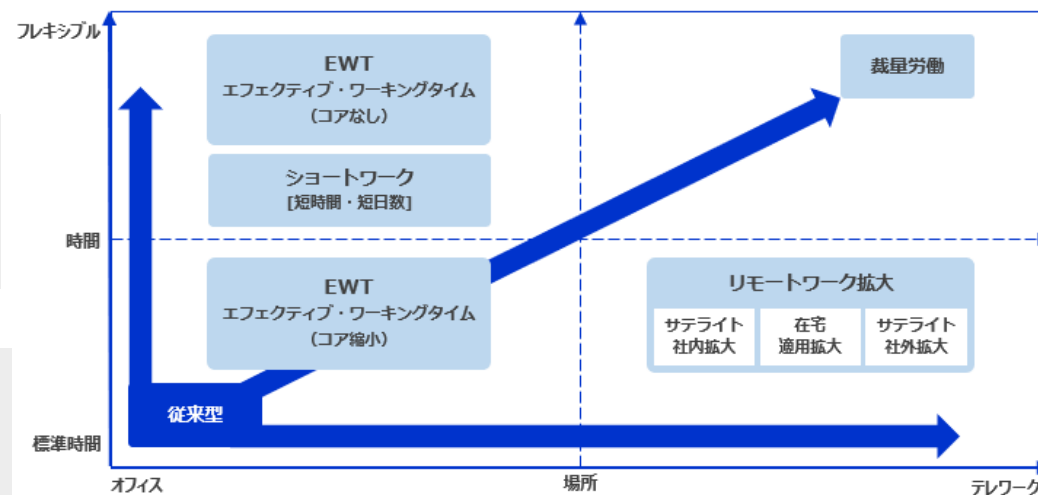 フレキシブル
EWT
エフェクティブ・ワーキングタイム
（コアなし）
裁量労働
ショートワーク
[短時間・短日数]
時間
EWT
エフェクティブ・ワーキングタイム
（コア縮小）
リモートワーク拡大
サテライト
社内拡大
在宅
適用拡大
サテライト
社外拡大
従来型
標準時間
オフィス
場所
テレワーク